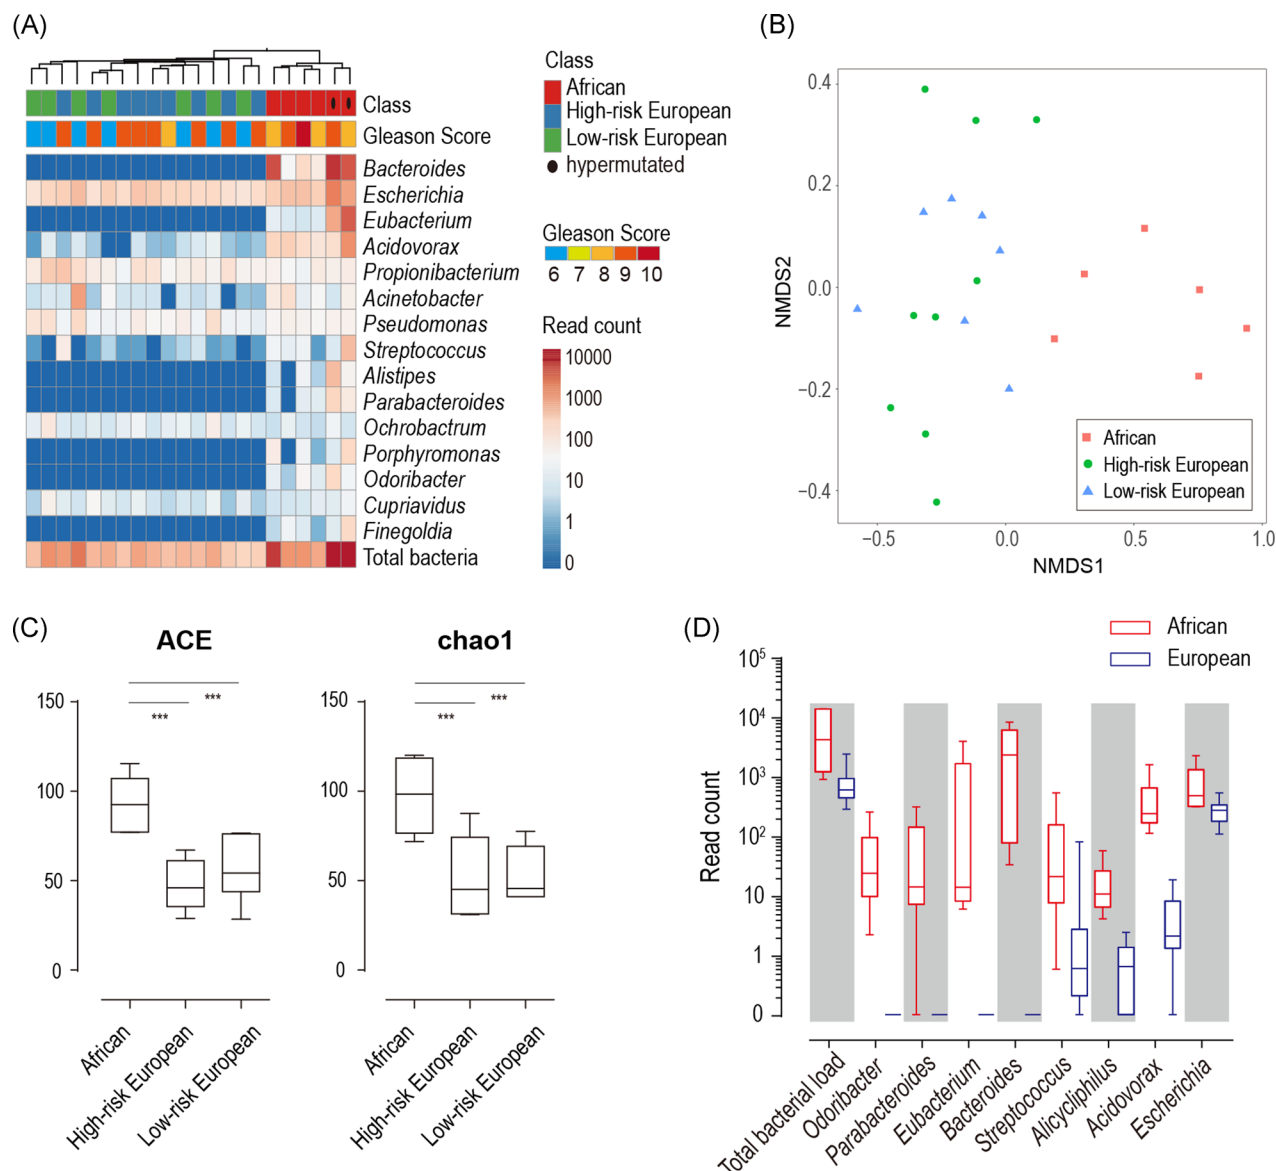 (A)
Class
Gleason Score
Bacteroides
Escherichia
Eubacterium
Acidovorax
Propionibacterium
Acinetobacter
Pseudomonas
Streptococcus
Alistipes
Parabacteroides
Ochrobactrum
Porphyromonas
Odoribacter
Cupriavidus
Finegoldia
Total bacteria
Class
African
High-risk European
Low-risk European
hypermutated
Gleason Score
6 7 8 9 10
Read count
10000
1000
100
10
1
0
(B)
0.4
0.2
0.0
−0.2
−0.4
NMDS2
−0.5 0.0 0.5 1.0
NMDS1
African
High-risk European
Low-risk European
(C)
ACE
***
***
150
100
50
0
African
High-risk European
Low-risk European
chao1
***
***
150
100
50
0
African
High-risk European
Low-risk European
(D)
African
European
Read count
10⁵
10⁴
10³
10²
10
1
0
Total bacterial load
Odoribacter
Parabacteroides
Eubacterium
Bacteroides
Streptococcus
Alicycliphilus
Acidovorax
Escherichia